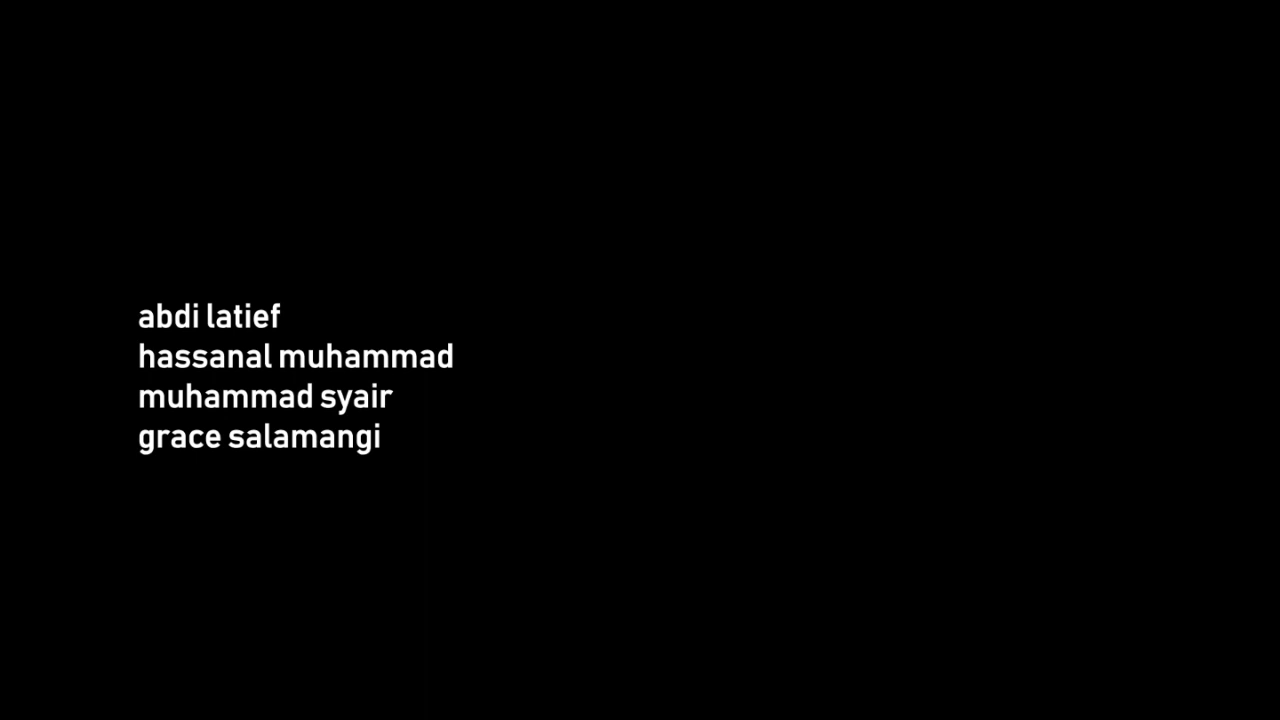 abdi latief
hassanal muhammad
muhammad syair
grace salamangi